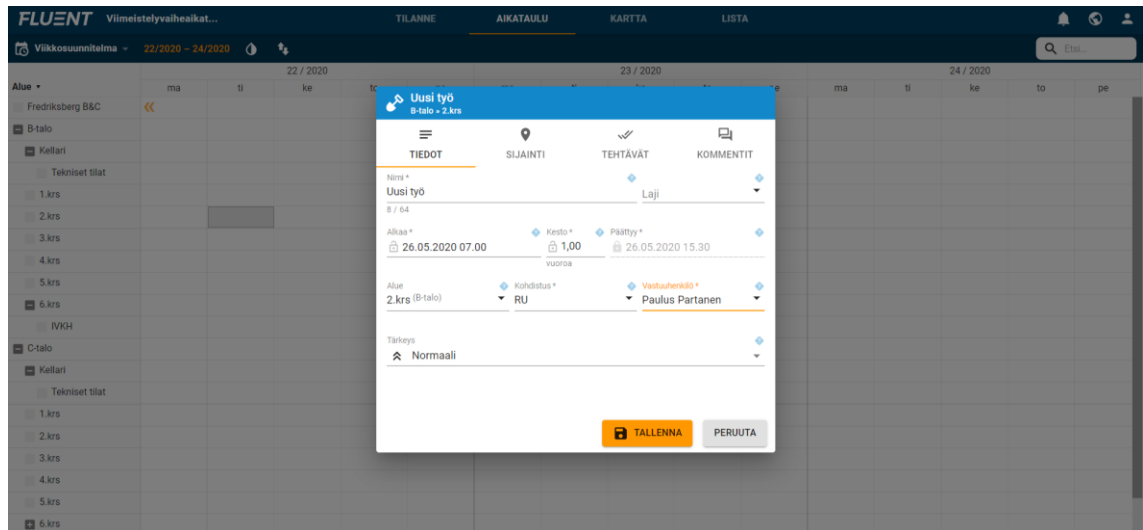 FLUENT Viimeistelyvaiheaikat... TILANNE AIKATAULU KARTTA LISTA
Viikkosuunnitelma 22/2020 – 24/2020 Etsi...
22 / 2020 23 / 2020 24 / 2020
Alue ma ti ke ma ti ke to pe
Fredriksberg B&C
B-talo
Kellari
Tekniset tilat
1.krs
2.krs
3.krs
4.krs
5.krs
6.krs
IVKH
C-talo
Kellari
Tekniset tilat
1.krs
2.krs
3.krs
4.krs
5.krs
6.krs
Uusi työ
B-talo • 2.krs
TIEDOT SIJAINTI TEHTÄVÄT KOMMENTIT
Nimi *
Uusi työ Laji
8 / 64
Alkaa * Kesto * Päättyy *
26.05.2020 07.00 1,00 26.05.2020 15.30
vuoroa
Alue Kohdistus * Vastuuhenkilö *
2.krs (B-talo) RU Paulus Partanen
Tärkeys
Normaali
TALLENNA PERUUTA